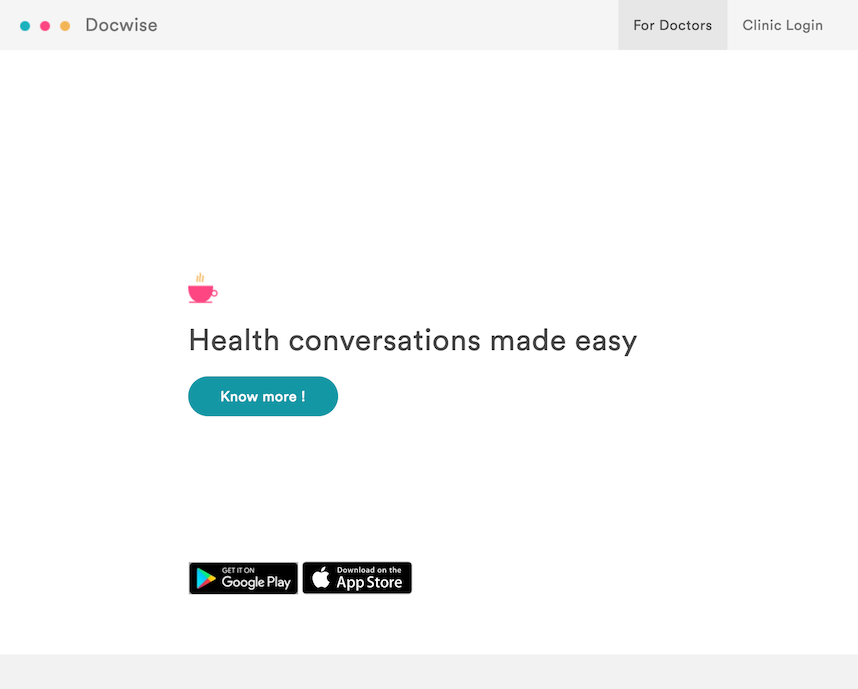 Docwise
For Doctors
Clinic Login
Health conversations made easy
Know more !
GET IT ON
Google Play
Download on the
App Store